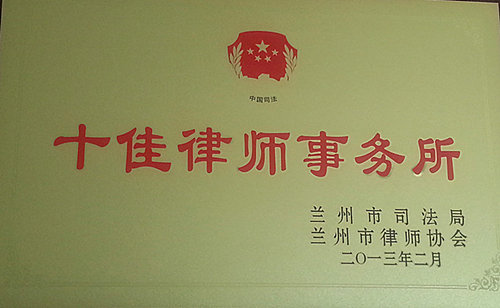 中国司法
十佳律师事务所
兰州市司法局
兰州市律师协会
二〇一三年二月